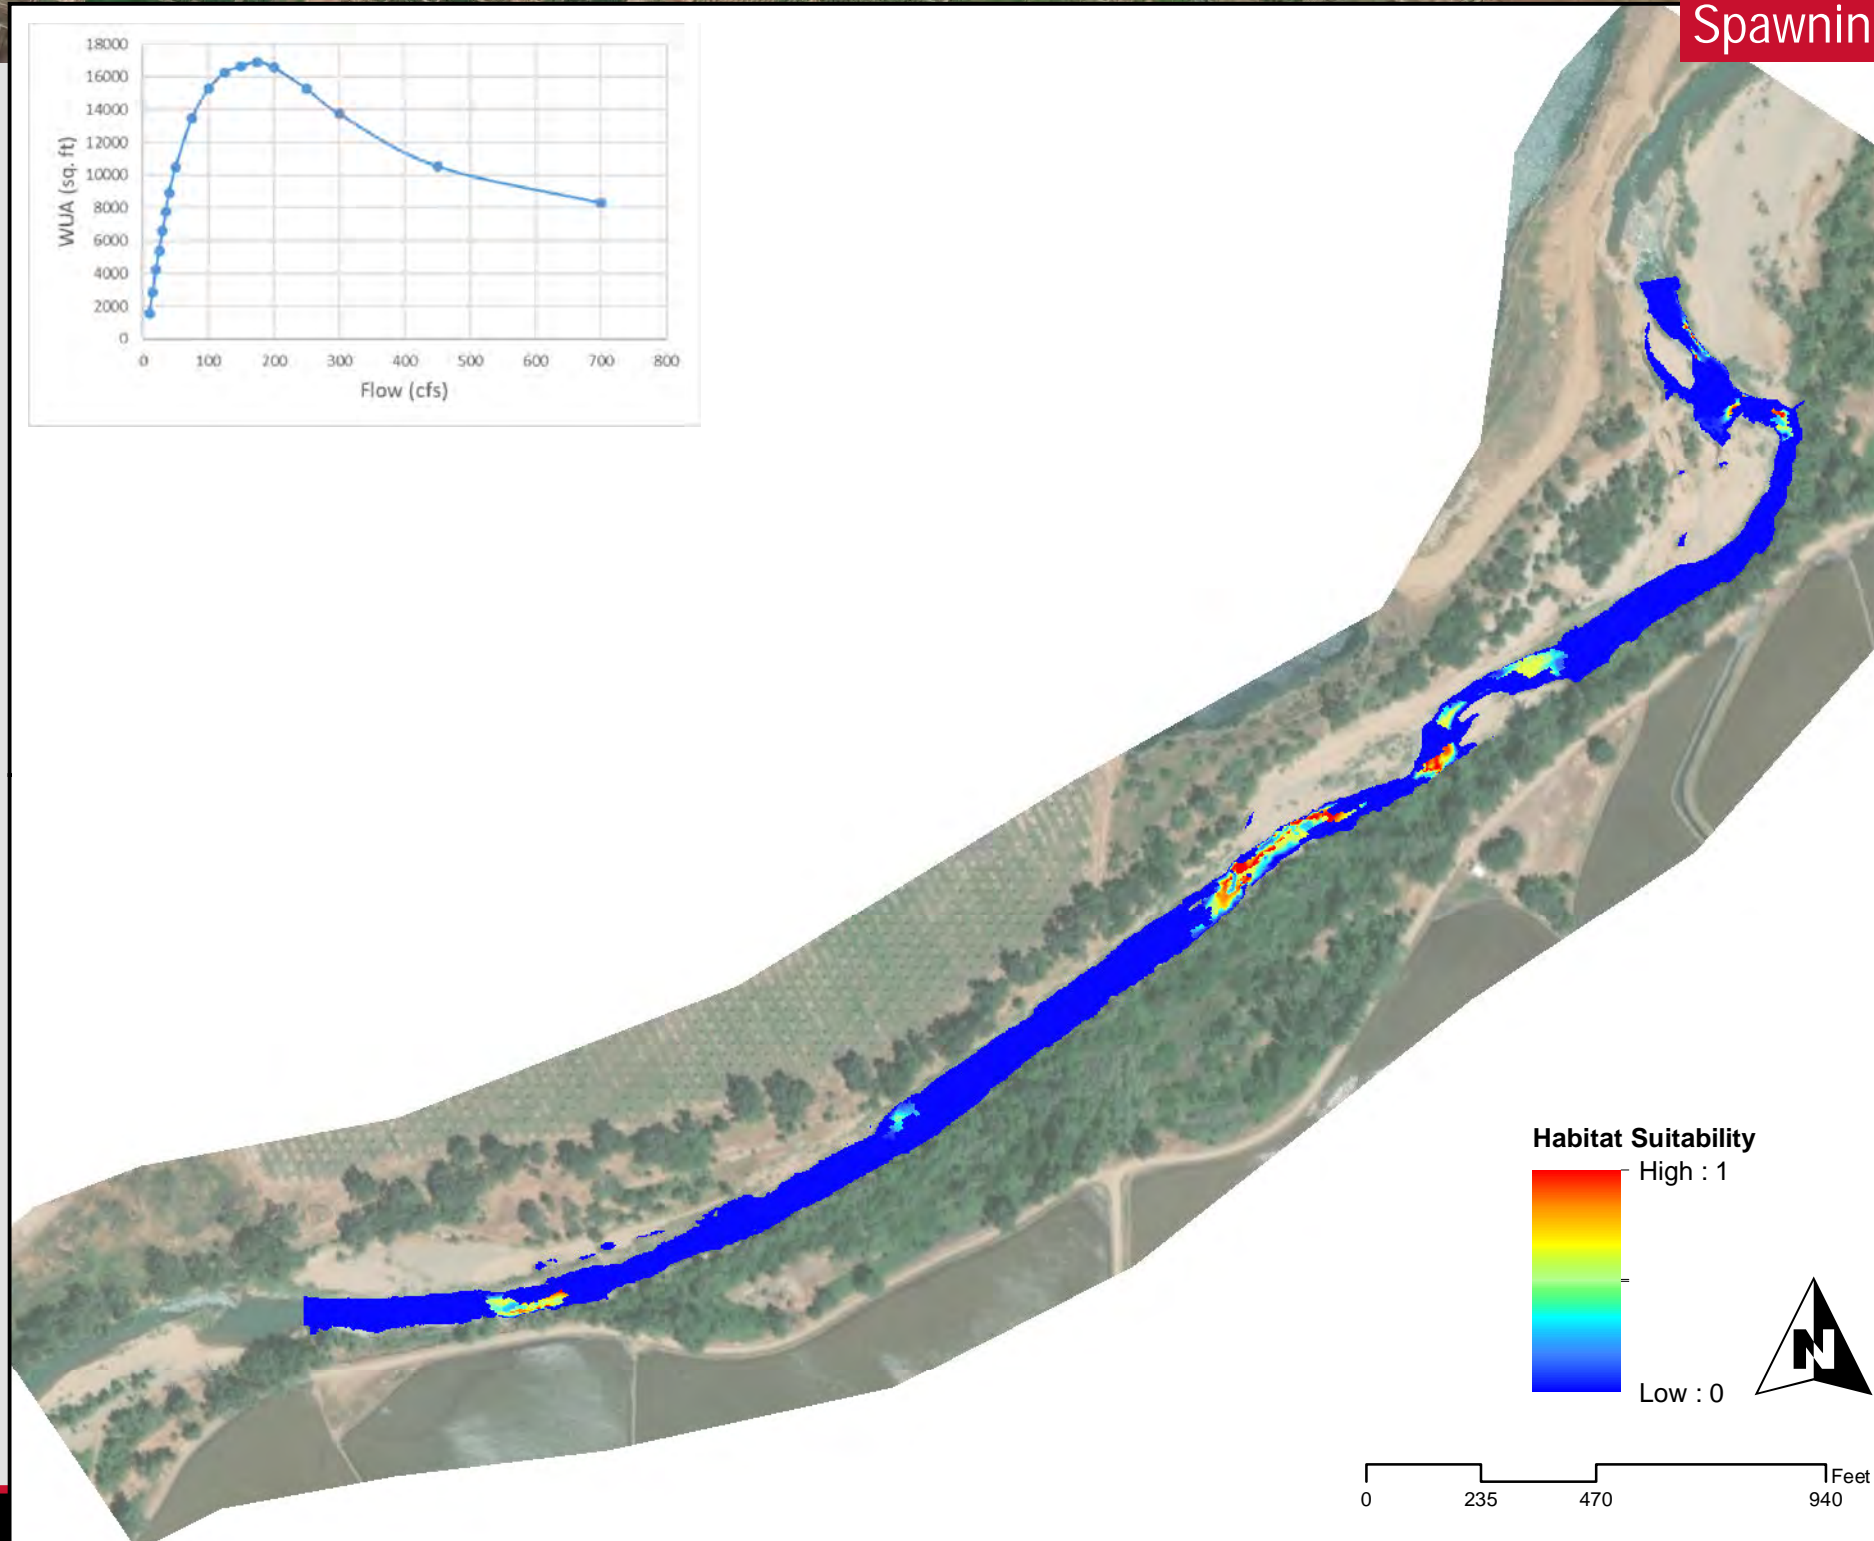 Spawnin
18000
16000
14000
12000
10000
8000
6000
4000
2000
0
WUA (sq. ft)
0 100 200 300 400 500 600 700 800
Flow (cfs)
Habitat Suitability
High : 1
Low : 0
N
Feet
0 235 470 940